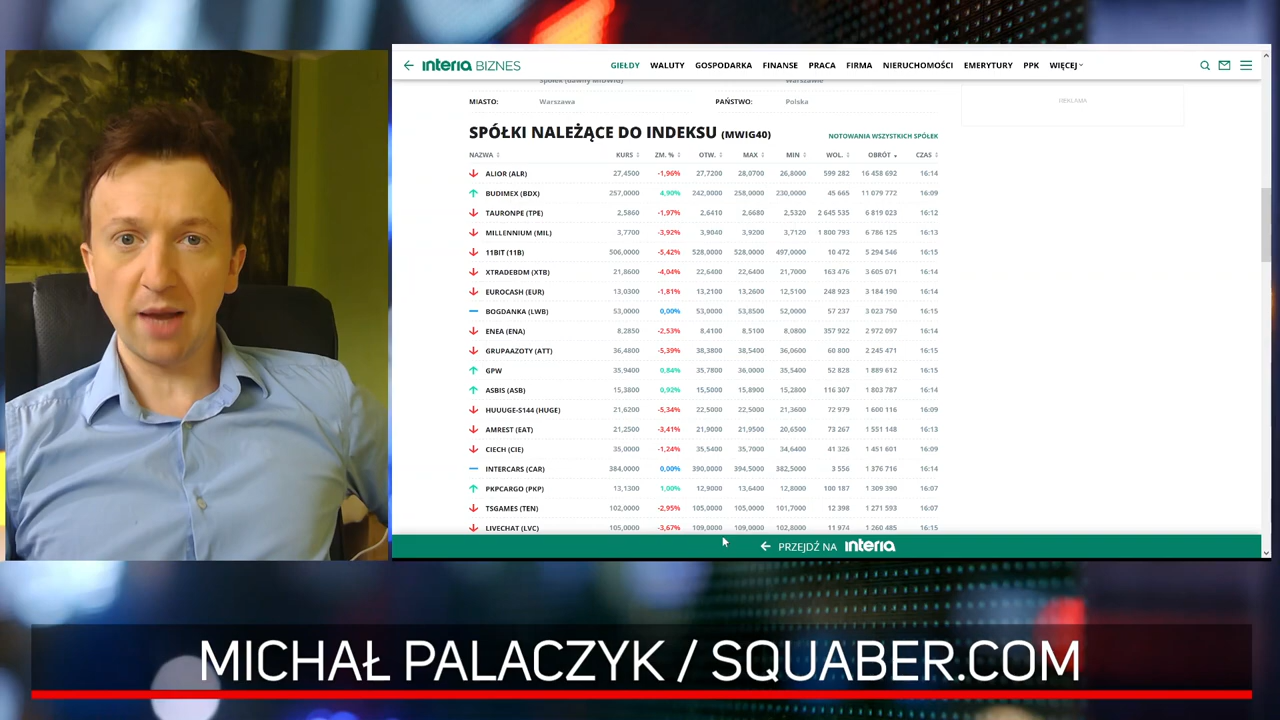 interia BIZNES GIEŁDY WALUTY GOSPODARKA FINANSE PRACA FIRMA NIERUCHOMOŚCI EMERYTURY PPK WIĘCEJ
MIASTO: Warszawa PAŃSTWO: Polska
REKLAMA
SPÓŁKI NALEŻĄCE DO INDEKSU (MWIG40) NOTOWANIA WSZYSTKICH SPÓŁEK
NAZWA KURS ZM. % OTW. MAX MIN WOL. OBRÓT CZAS
ALIOR (ALR) 27,4500 -1,96% 27,7200 28,0700 26,8000 599 282 16 458 692 16:14
BUDIMEX (BDX) 257,0000 4,90% 242,0000 258,0000 230,0000 45 665 11 079 772 16:09
TAURONPE (TPE) 2,5860 -1,97% 2,6410 2,6680 2,5320 2 645 535 6 819 023 16:12
MILLENNIUM (MIL) 3,7700 -3,92% 3,9040 3,9200 3,7120 1 800 793 6 786 125 16:13
11BIT (11B) 506,0000 -5,42% 528,0000 528,0000 497,0000 10 472 5 294 546 16:15
XTRADEBDM (XTB) 21,8600 -4,04% 22,6400 22,6400 21,7000 163 476 3 605 071 16:14
EUROCASH (EUR) 13,0300 -1,81% 13,2100 13,2600 12,5100 248 923 3 184 190 16:14
BOGDANKA (LWB) 53,0000 0,00% 53,0000 53,8500 52,0000 57 237 3 023 750 16:15
ENEA (ENA) 8,2850 -2,53% 8,4100 8,5100 8,0800 357 922 2 972 097 16:14
GRUPAAZOTY (ATT) 36,4800 -5,39% 38,3800 38,5400 36,0600 60 800 2 245 471 16:15
GPW 35,9400 0,84% 35,7800 36,0000 35,5400 52 828 1 889 612 16:15
ASBIS (ASB) 15,3800 0,92% 15,5000 15,8900 15,2800 116 307 1 803 787 16:14
HUUUGE-S144 (HUGE) 21,6200 -5,34% 22,5000 22,5000 21,3600 72 979 1 600 116 16:09
AMREST (EAT) 21,2500 -3,41% 21,9000 21,9500 20,6500 73 267 1 551 148 16:13
CIECH (CIE) 35,0000 -1,24% 35,5400 35,7000 34,6400 41 326 1 451 601 16:09
INTERCARS (CAR) 384,0000 0,00% 390,0000 394,5000 382,5000 3 556 1 376 716 16:14
PKPCARGO (PKP) 13,1300 1,00% 12,9000 13,6400 12,8000 100 187 1 309 390 16:07
TSGAMES (TEN) 102,0000 -2,95% 105,0000 105,0000 101,7000 12 398 1 271 593 16:07
LIVECHAT (LVC) 105,0000 -3,67% 109,0000 109,0000 102,8000 11 974 1 260 485 16:15
PRZEJDŹ NA interia
MICHAŁ PALACZYK / SQUABER.COM